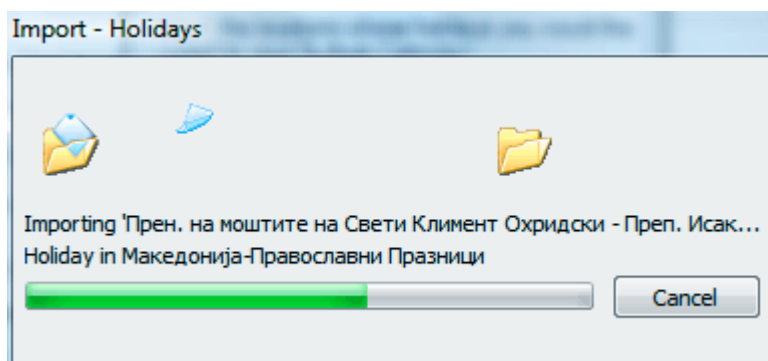 Import - Holidays
Importing 'Прен. на моштите на Свети Климент Охридски - Преп. Исак...
Holiday in Македонија-Православни Празници
Cancel